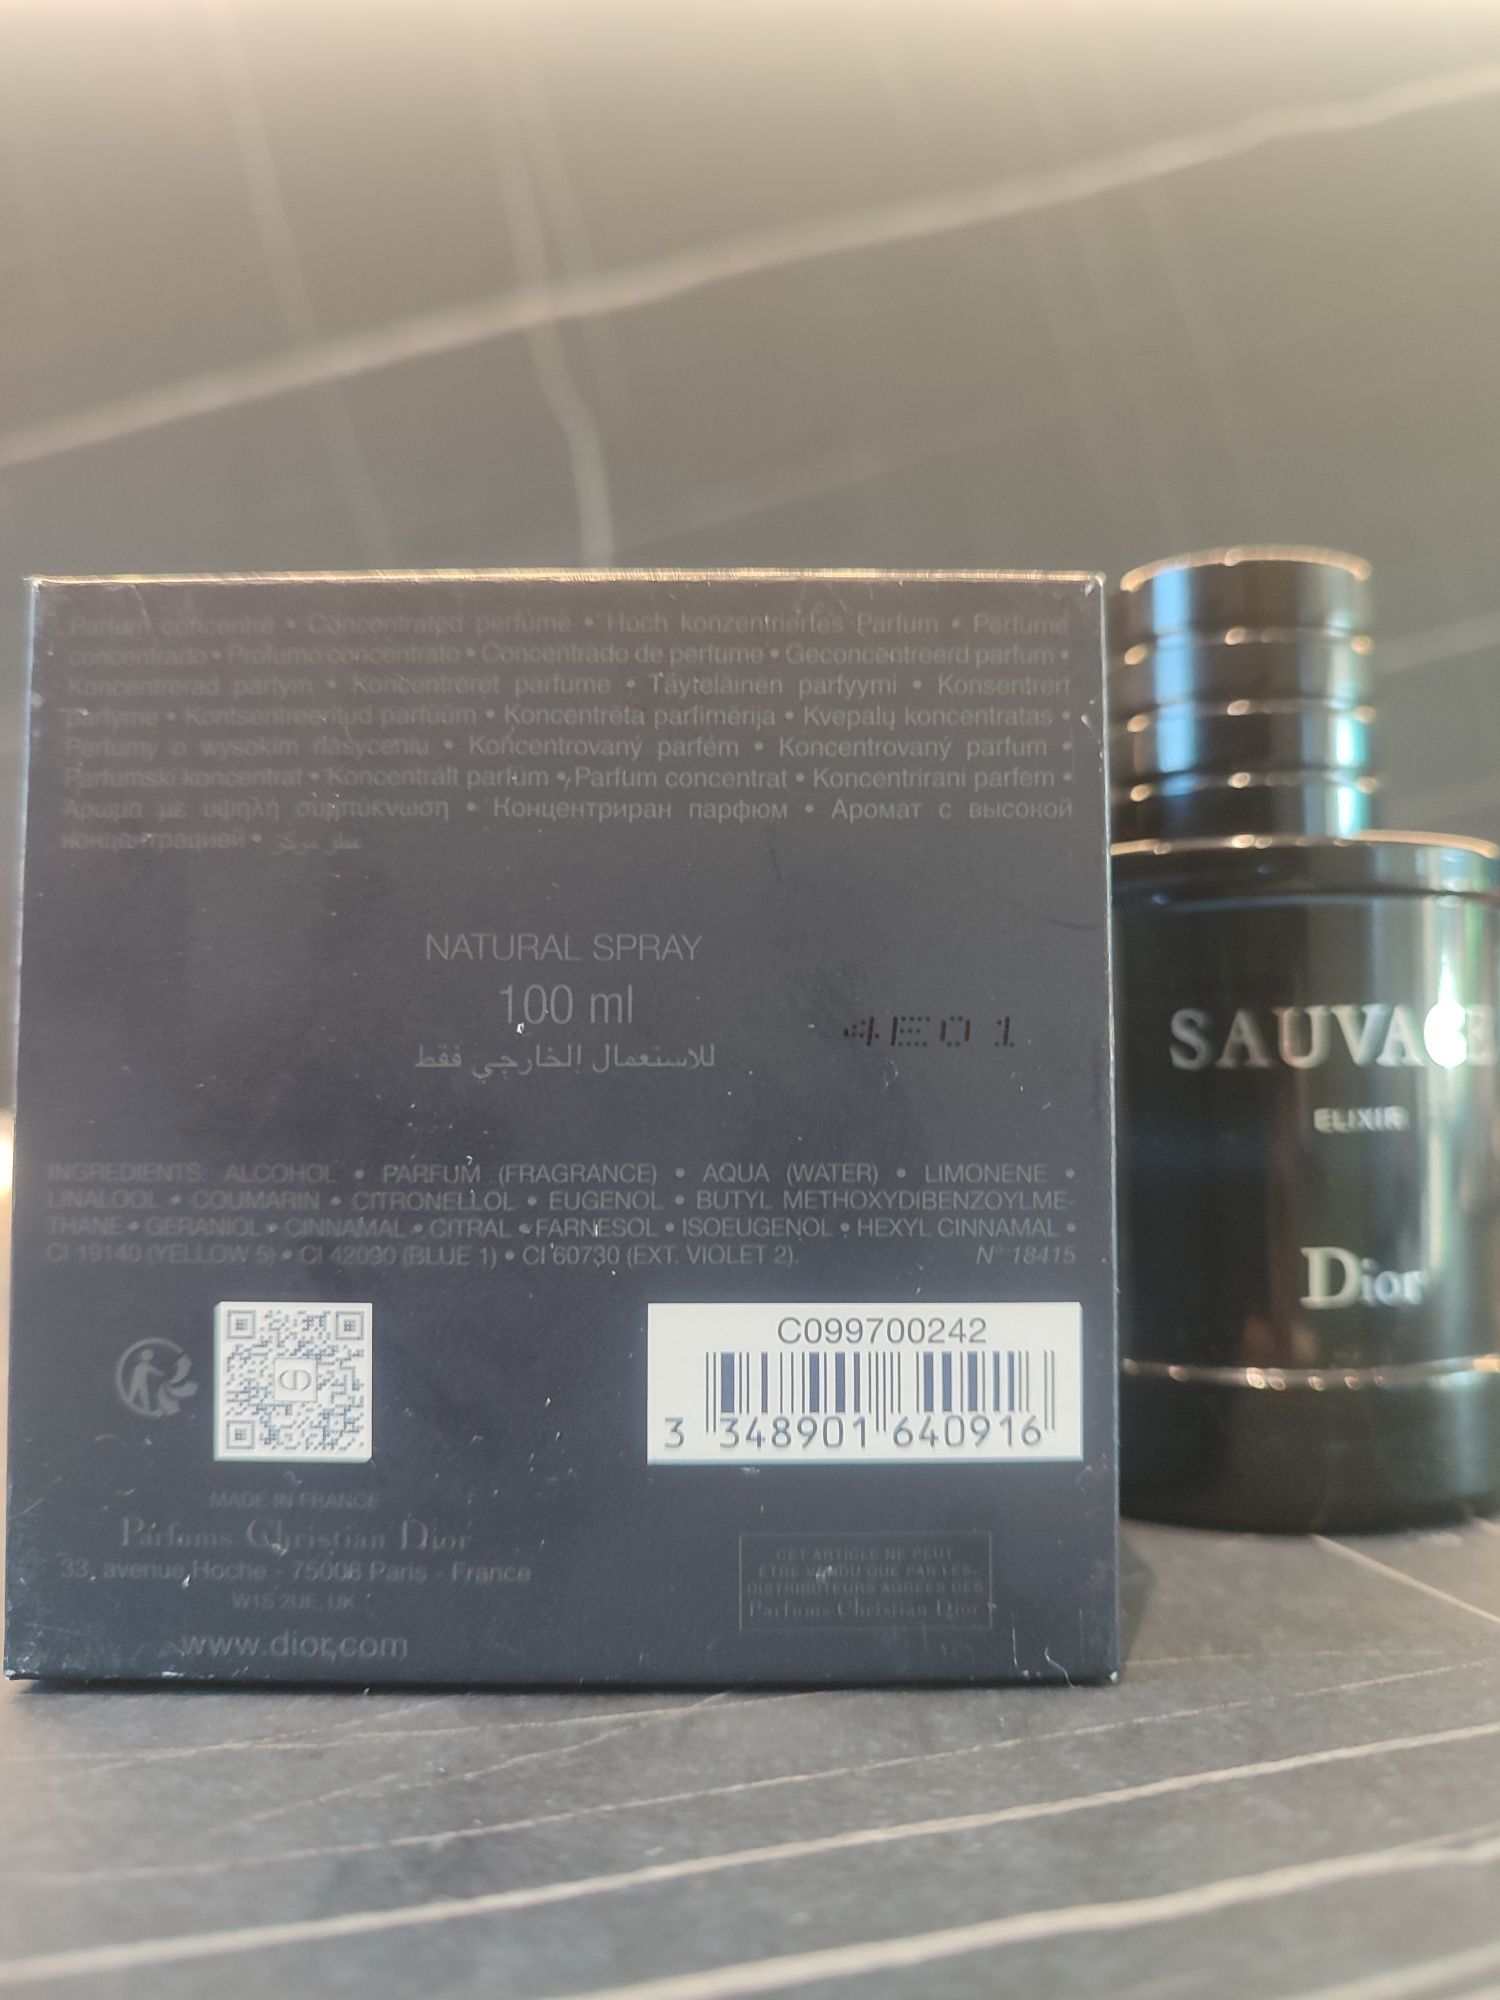 Parfum concentré • Concentrated perfume • Hoch konzentriertes Parfum • Perfume
concentrado • Profumo concentrato • Concentrado de perfume • Geconcentreerd parfum •
Koncentrerad parfym • Koncentreret parfume • Täyteläinen parfyymi • Konsentrert
parfyme • Kontsentreeritud parfüüm • Koncentrēta parfimērija • Kvepalų koncentratas •
Perfumy o wysokim nasyceniu • Koncentrovaný parfém • Koncentrovaný parfum •
Parfumski koncentrat • Koncentrált parfüm • Parfum concentrat • Koncentrirani parfem •
Άρωμα με υψηλή συμπύκνωση • Концентриран парфюм • Аромат с высокой
концентрацией • عطر مركز
NATURAL SPRAY
100 ml
4E01
للاستعمال الخارجي فقط
INGREDIENTS: ALCOHOL • PARFUM (FRAGRANCE) • AQUA (WATER) • LIMONENE •
LINALOOL • COUMARIN • CITRONELLOL • EUGENOL • BUTYL METHOXYDIBENZOYLME-
THANE • GERANIOL • CINNAMAL • CITRAL • FARNESOL • ISOEUGENOL • HEXYL CINNAMAL •
CI 19140 (YELLOW 5) • CI 42090 (BLUE 1) • CI 60730 (EXT. VIOLET 2). N° 18415
CD
C099700242
3 348901 640916
MADE IN FRANCE
Parfums Christian Dior
33, avenue Hoche - 75008 Paris - France
W1S 2UE, UK
www.dior.com
CET ARTICLE NE PEUT
ÊTRE VENDU QUE PAR LES
DISTRIBUTEURS AGRÉÉS DES
Parfums Christian Dior
SAUVAGE
ELIXIR
Dior